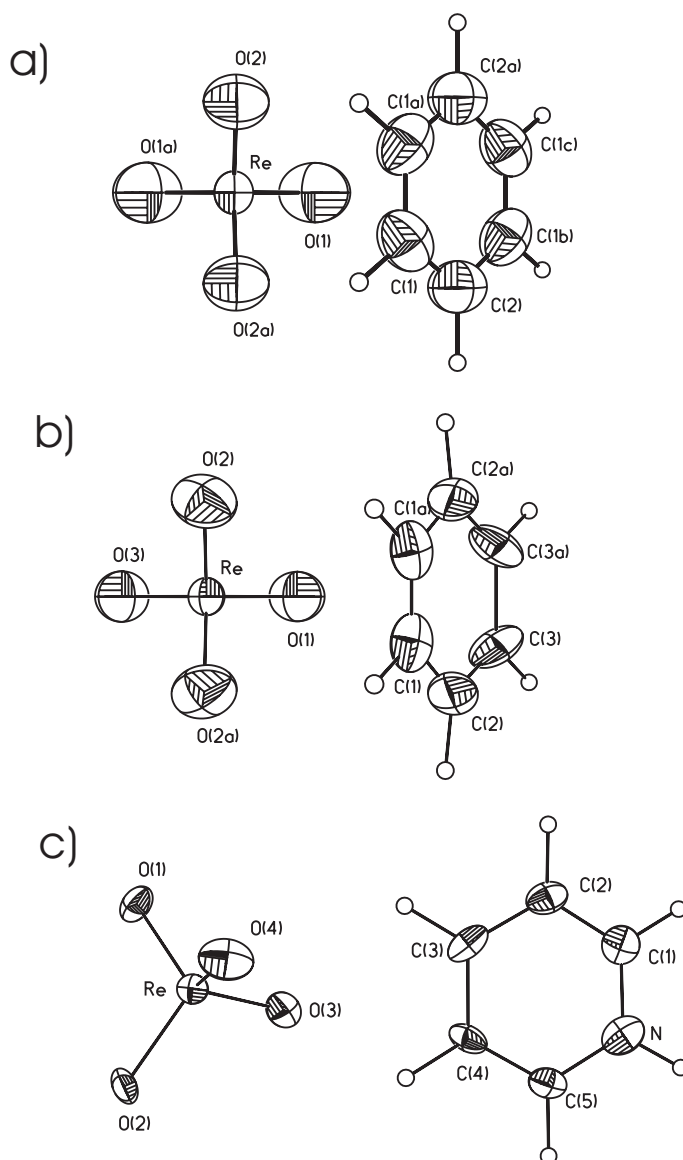 a)
O(2)
C(2a)
C(1a)
O(1a)
Re
C(1c)
O(1)
C(1b)
C(1)
C(2)
O(2a)
b)
O(2)
C(2a)
C(1a)
O(3)
Re
C(3a)
O(1)
C(3)
C(1)
C(2)
O(2a)
c)
O(1)
C(2)
O(4)
C(3)
C(1)
Re
O(3)
N
C(4)
C(5)
O(2)